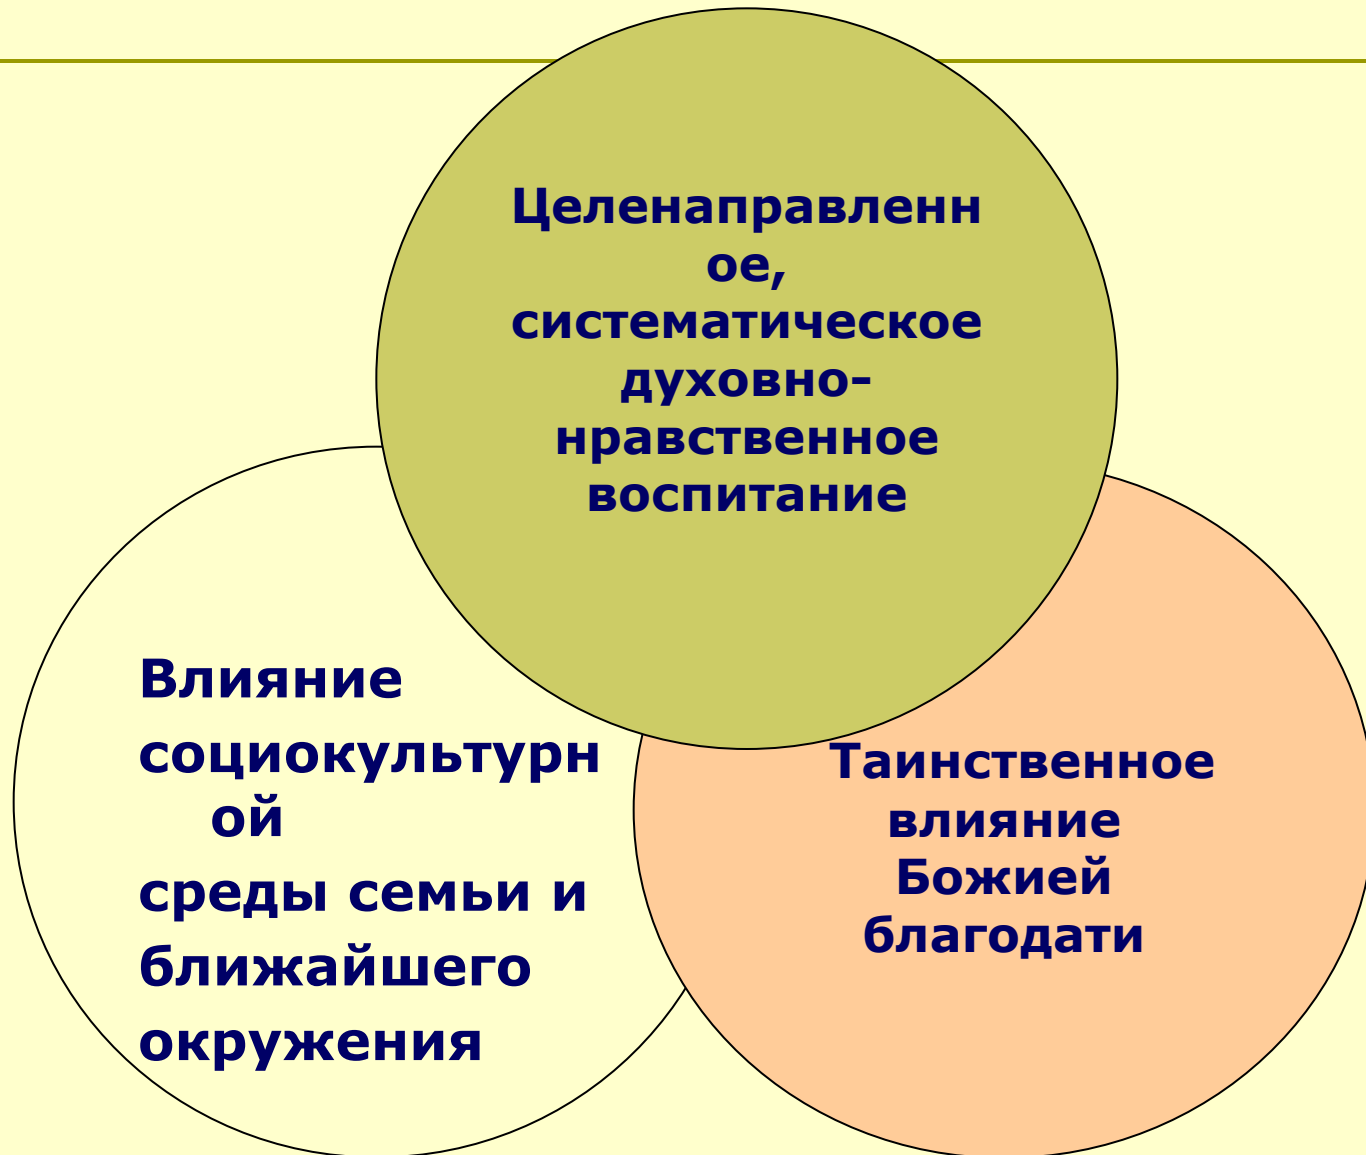 Целенаправленн
ое,
систематическое
духовно-
нравственное
воспитание
Влияние
социокультурн
ой
среды семьи и
ближайшего
окружения
Таинственное
влияние
Божией
благодати